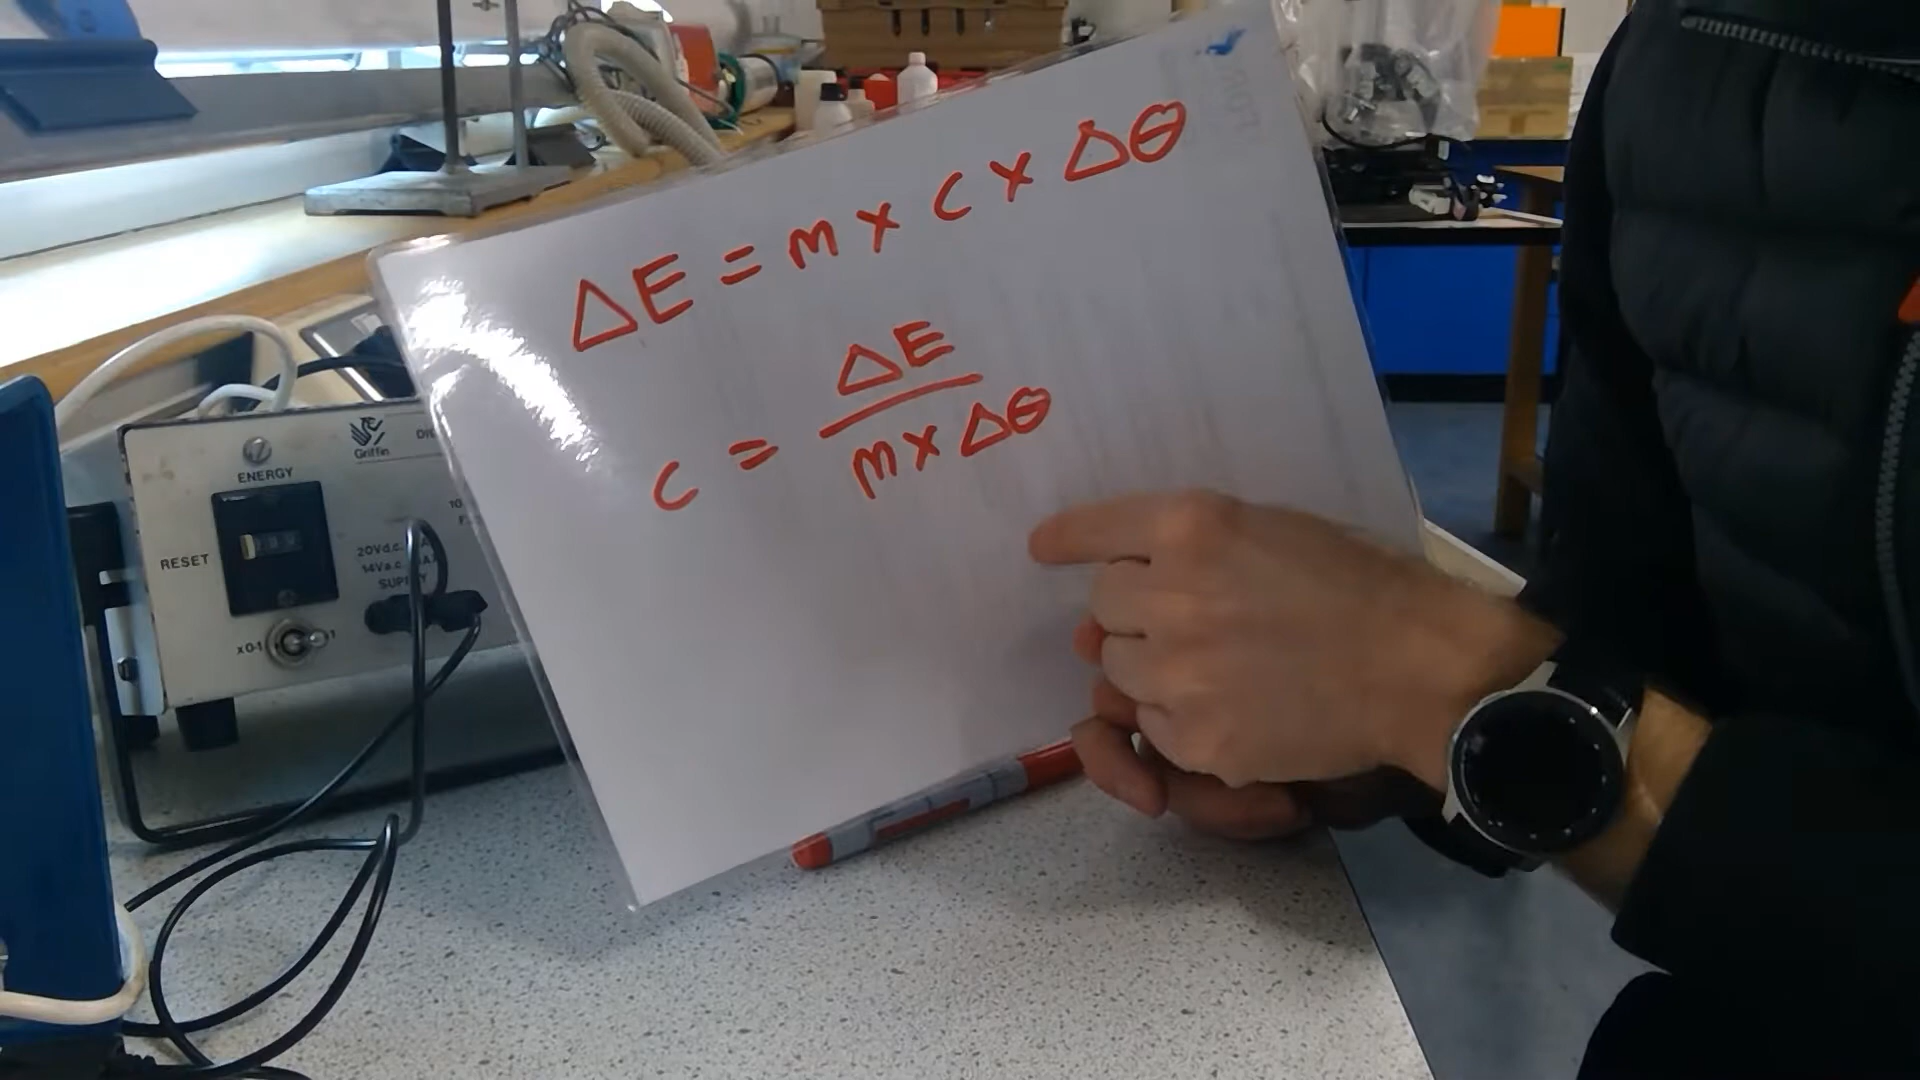 ΔE = m × c × Δθ
c = ΔE / m × Δθ
Griffin
ENERGY
RESET
20Vd.c.
14Va.c.
x0·1